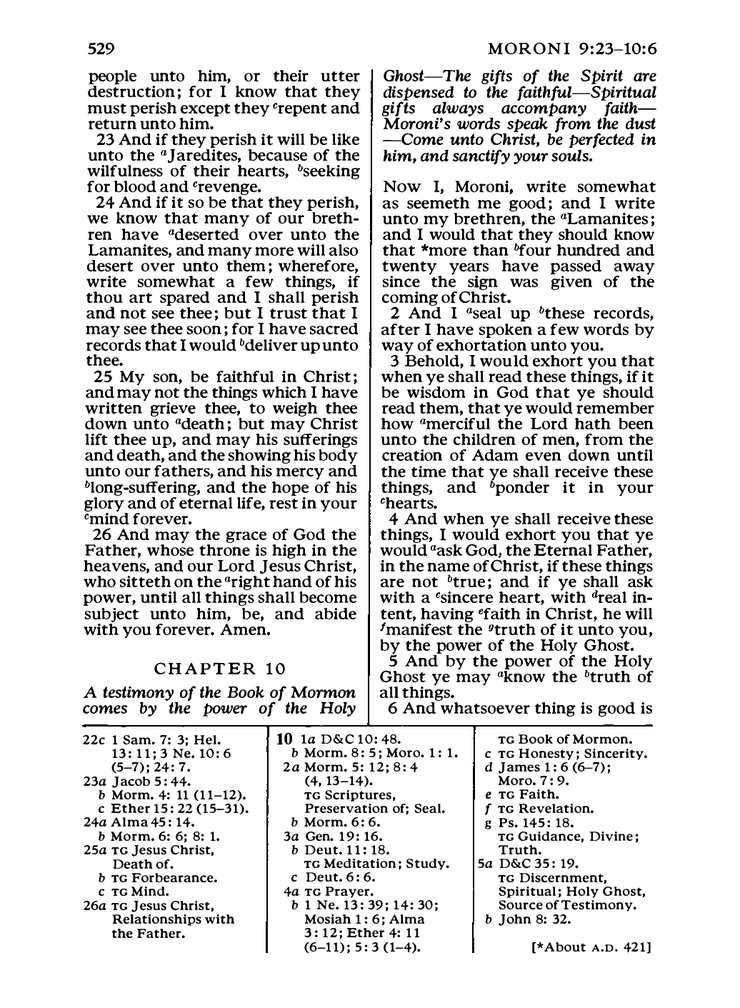 529
MORONI 9:23–10:6
people unto him, or their utter
destruction; for I know that they
must perish except they crepent and
return unto him.
23 And if they perish it will be like
unto the aJaredites, because of the
wilfulness of their hearts, bseeking
for blood and crevenge.
24 And if it so be that they perish,
we know that many of our breth-
ren have adeserted over unto the
Lamanites, and many more will also
desert over unto them; wherefore,
write somewhat a few things, if
thou art spared and I shall perish
and not see thee; but I trust that I
may see thee soon; for I have sacred
records that I would bdeliver up unto
thee.
25 My son, be faithful in Christ;
and may not the things which I have
written grieve thee, to weigh thee
down unto adeath; but may Christ
lift thee up, and may his sufferings
and death, and the showing his body
unto our fathers, and his mercy and
blong-suffering, and the hope of his
glory and of eternal life, rest in your
cmind forever.
26 And may the grace of God the
Father, whose throne is high in the
heavens, and our Lord Jesus Christ,
who sitteth on the aright hand of his
power, until all things shall become
subject unto him, be, and abide
with you forever. Amen.
CHAPTER 10
A testimony of the Book of Mormon
comes by the power of the Holy
Ghost—The gifts of the Spirit are
dispensed to the faithful—Spiritual
gifts always accompany faith—
Moroni's words speak from the dust
—Come unto Christ, be perfected in
him, and sanctify your souls.
Now I, Moroni, write somewhat
as seemeth me good; and I write
unto my brethren, the aLamanites;
and I would that they should know
that *more than bfour hundred and
twenty years have passed away
since the sign was given of the
coming of Christ.
2 And I aseal up bthese records,
after I have spoken a few words by
way of exhortation unto you.
3 Behold, I would exhort you that
when ye shall read these things, if it
be wisdom in God that ye should
read them, that ye would remember
how amerciful the Lord hath been
unto the children of men, from the
creation of Adam even down until
the time that ye shall receive these
things, and bponder it in your
chearts.
4 And when ye shall receive these
things, I would exhort you that ye
would aask God, the Eternal Father,
in the name of Christ, if these things
are not btrue; and if ye shall ask
with a csincere heart, with dreal in-
tent, having efaith in Christ, he will
fmanifest the gtruth of it unto you,
by the power of the Holy Ghost.
5 And by the power of the Holy
Ghost ye may aknow the btruth of
all things.
6 And whatsoever thing is good is
22c 1 Sam. 7: 3; Hel.
13: 11; 3 Ne. 10: 6
(5–7); 24: 7.
23a Jacob 5: 44.
b Morm. 4: 11 (11–12).
c Ether 15: 22 (15–31).
24a Alma 45: 14.
b Morm. 6: 6; 8: 1.
25a TG Jesus Christ,
Death of.
b TG Forbearance.
c TG Mind.
26a TG Jesus Christ,
Relationships with
the Father.
10 1a D&C 10: 48.
b Morm. 8: 5; Moro. 1: 1.
2a Morm. 5: 12; 8: 4
(4, 13–14).
TG Scriptures,
Preservation of; Seal.
b Morm. 6: 6.
3a Gen. 19: 16.
b Deut. 11: 18.
TG Meditation; Study.
c Deut. 6: 6.
4a TG Prayer.
b 1 Ne. 13: 39; 14: 30;
Mosiah 1: 6; Alma
3: 12; Ether 4: 11
(6–11); 5: 3 (1–4).
TG Book of Mormon.
c TG Honesty; Sincerity.
d James 1: 6 (6–7);
Moro. 7: 9.
e TG Faith.
f TG Revelation.
g Ps. 145: 18.
TG Guidance, Divine;
Truth.
5a D&C 35: 19.
TG Discernment,
Spiritual; Holy Ghost,
Source of Testimony.
b John 8: 32.
[*About A.D. 421]